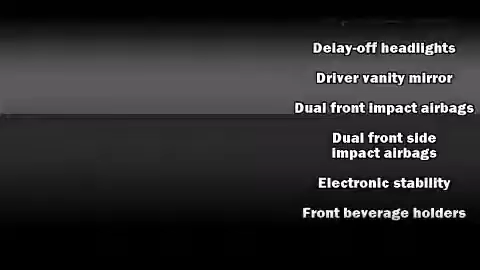 Delay-off headlights
Driver vanity mirror
Dual front impact airbags
Dual front side
impact airbags
Electronic stability
Front beverage holders